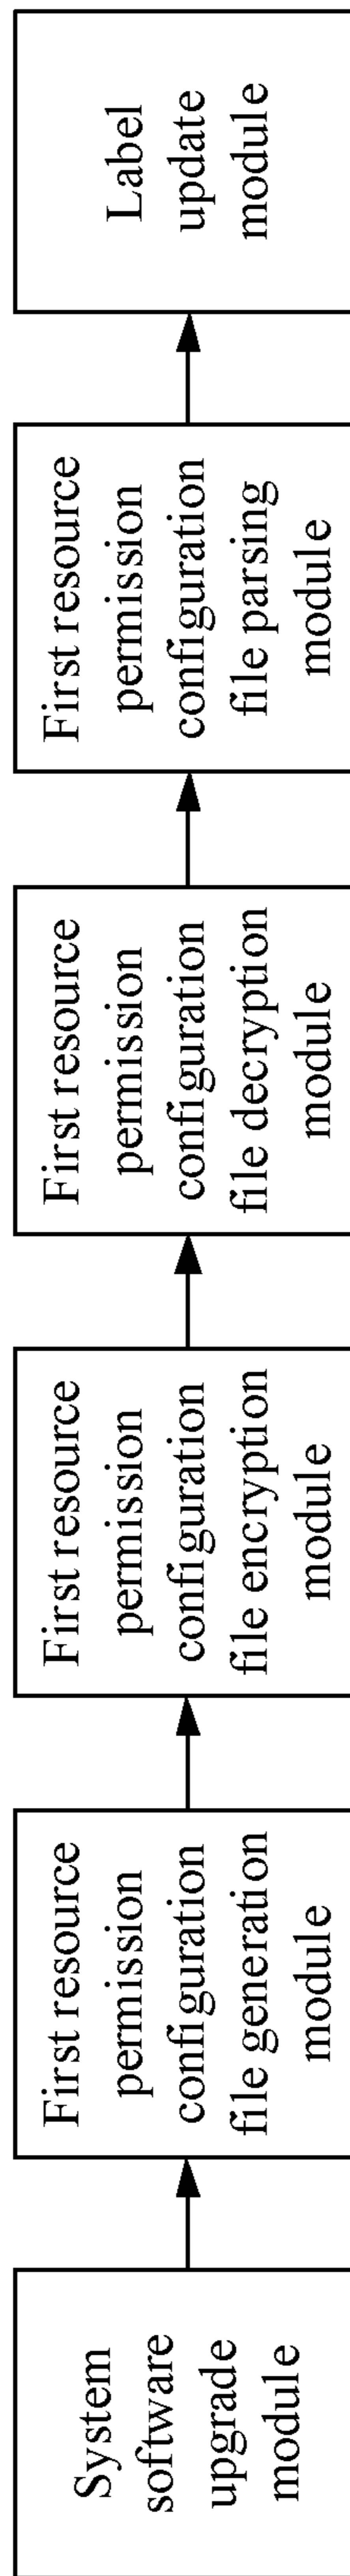 System
software
upgrade
module
First resource
permission
configuration
file generation
module
First resource
permission
configuration
file encryption
module
First resource
permission
configuration
file decryption
module
First resource
permission
configuration
file parsing
module
Label
update
module